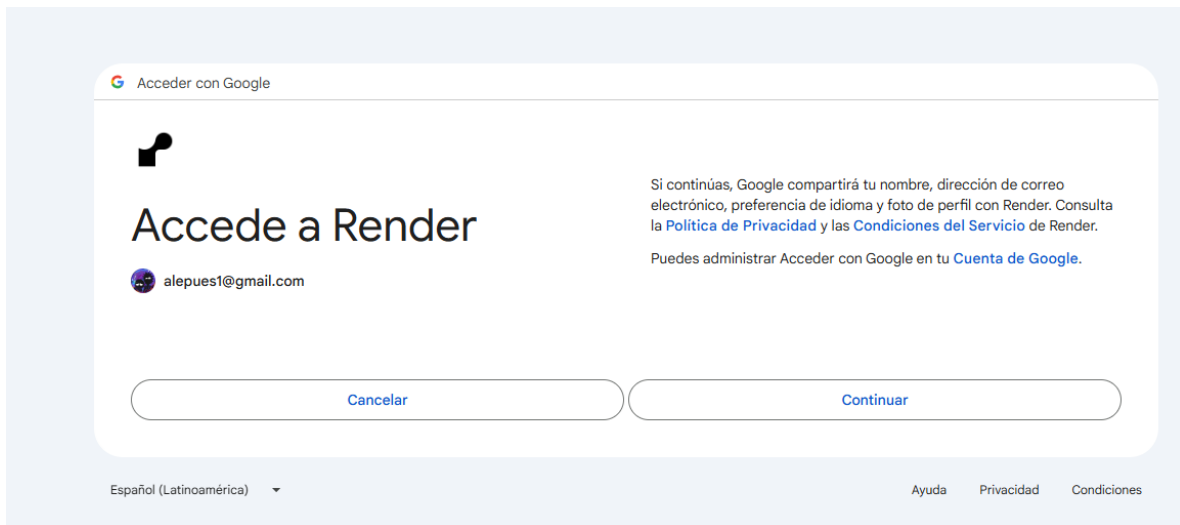 Acceder con Google
Accede a Render
alepues1@gmail.com
Si continúas, Google compartirá tu nombre, dirección de correo
electrónico, preferencia de idioma y foto de perfil con Render. Consulta
la Política de Privacidad y las Condiciones del Servicio de Render.
Puedes administrar Acceder con Google en tu Cuenta de Google.
Cancelar
Continuar
Español (Latinoamérica)
Ayuda
Privacidad
Condiciones